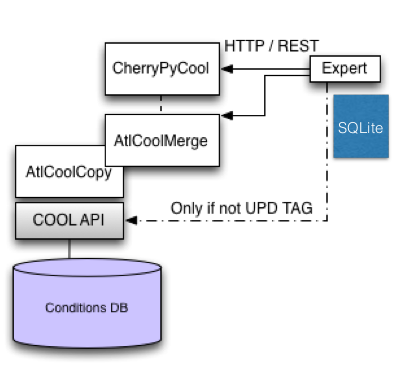 HTTP / REST
CherryPyCool
Expert
SQLite
AtlCoolMerge
AtlCoolCopy
Only if not UPD TAG
COOL API
Conditions DB